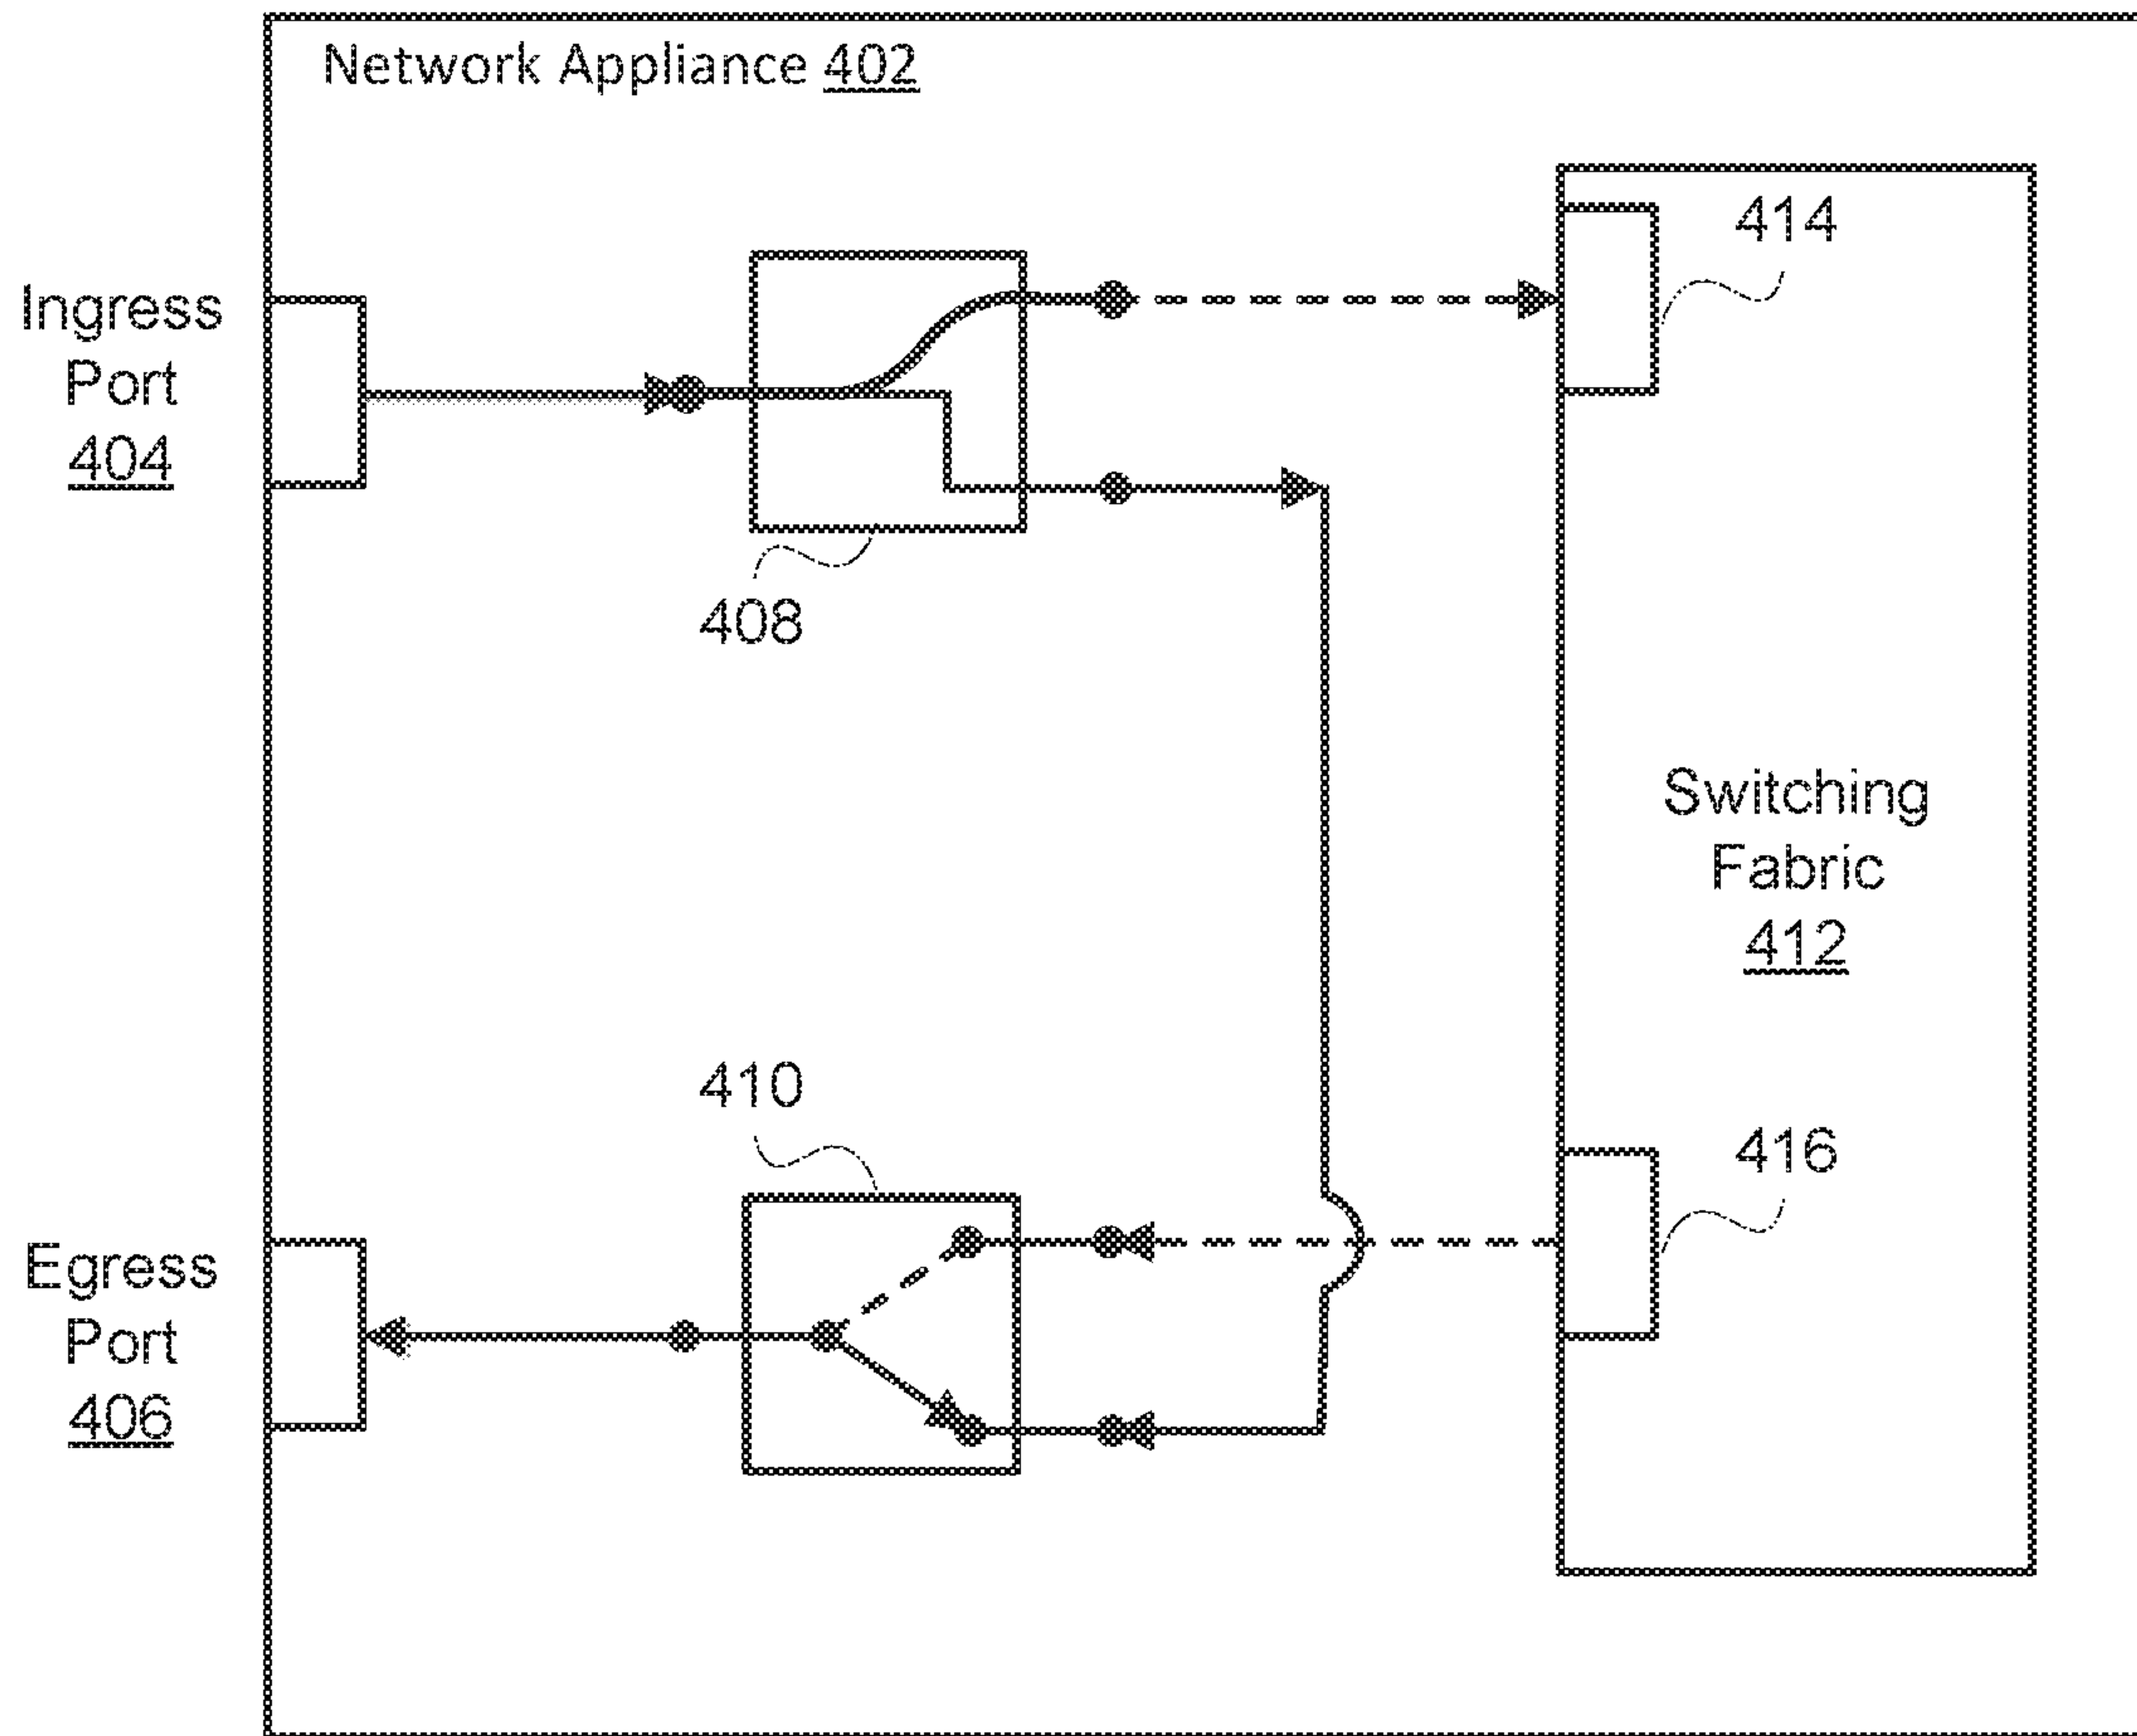 Network Appliance 402
414
Ingress
Port
404
408
Switching
Fabric
412
410
416
Egress
Port
406